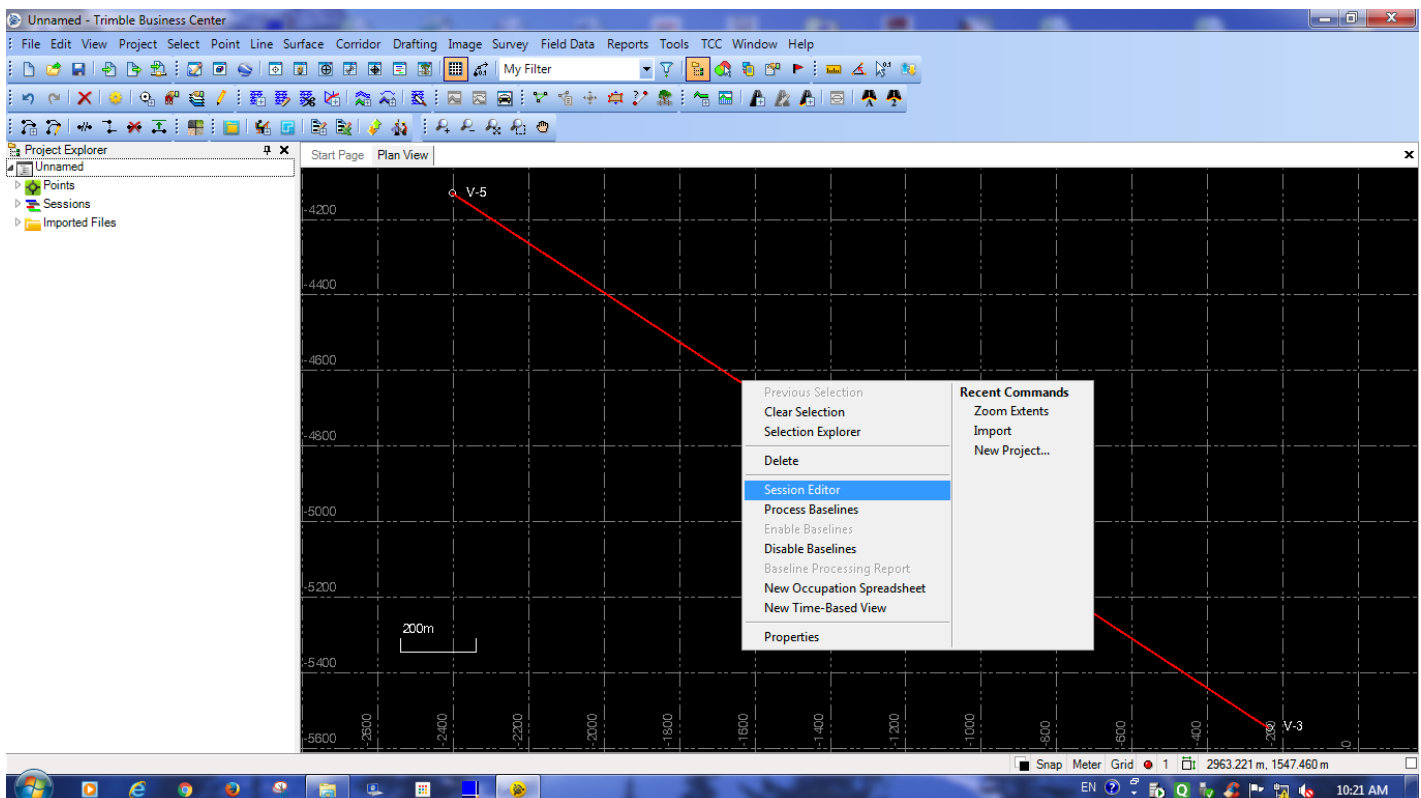 Unnamed - Trimble Business Center
File Edit View Project Select Point Line Surface Corridor Drafting Image Survey Field Data Reports Tools TCC Window Help
My Filter
Project Explorer
Start Page Plan View
Unnamed
Points
Sessions
Imported Files
V-5
-4200
-4400
-4600
-4800
-5000
-5200
-5400
-5600
200m
Previous Selection
Clear Selection
Selection Explorer
Delete
Session Editor
Process Baselines
Enable Baselines
Disable Baselines
Baseline Processing Report
New Occupation Spreadsheet
New Time-Based View
Properties
Recent Commands
Zoom Extents
Import
New Project...
-2600 -2400 -2200 -2000 -1800 -1600 -1400 -1200 -1000 -800 -600 -400 -200 0
V-3
Snap Meter Grid 1 2963.221 m, 1547.460 m
EN 10:21 AM